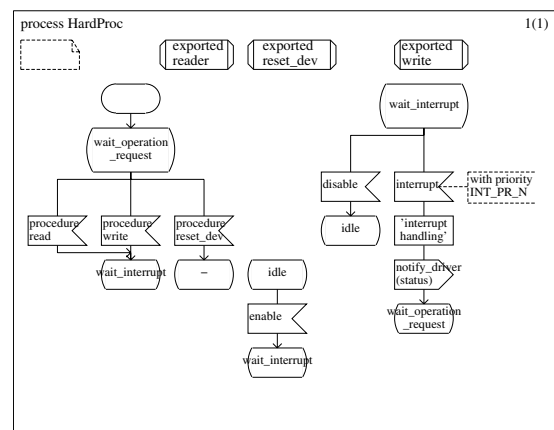 process HardProc
1(1)
exported
reader
exported
reset_dev
exported
write
wait_interrupt
wait_operation
_request
disable
interrupt
with priority
INT_PR_N
procedure
read
procedure
write
procedure
reset_dev
idle
'interrupt
handling'
wait_interrupt
–
idle
notify_driver
(status)
enable
wait_operation
_request
wait_interrupt